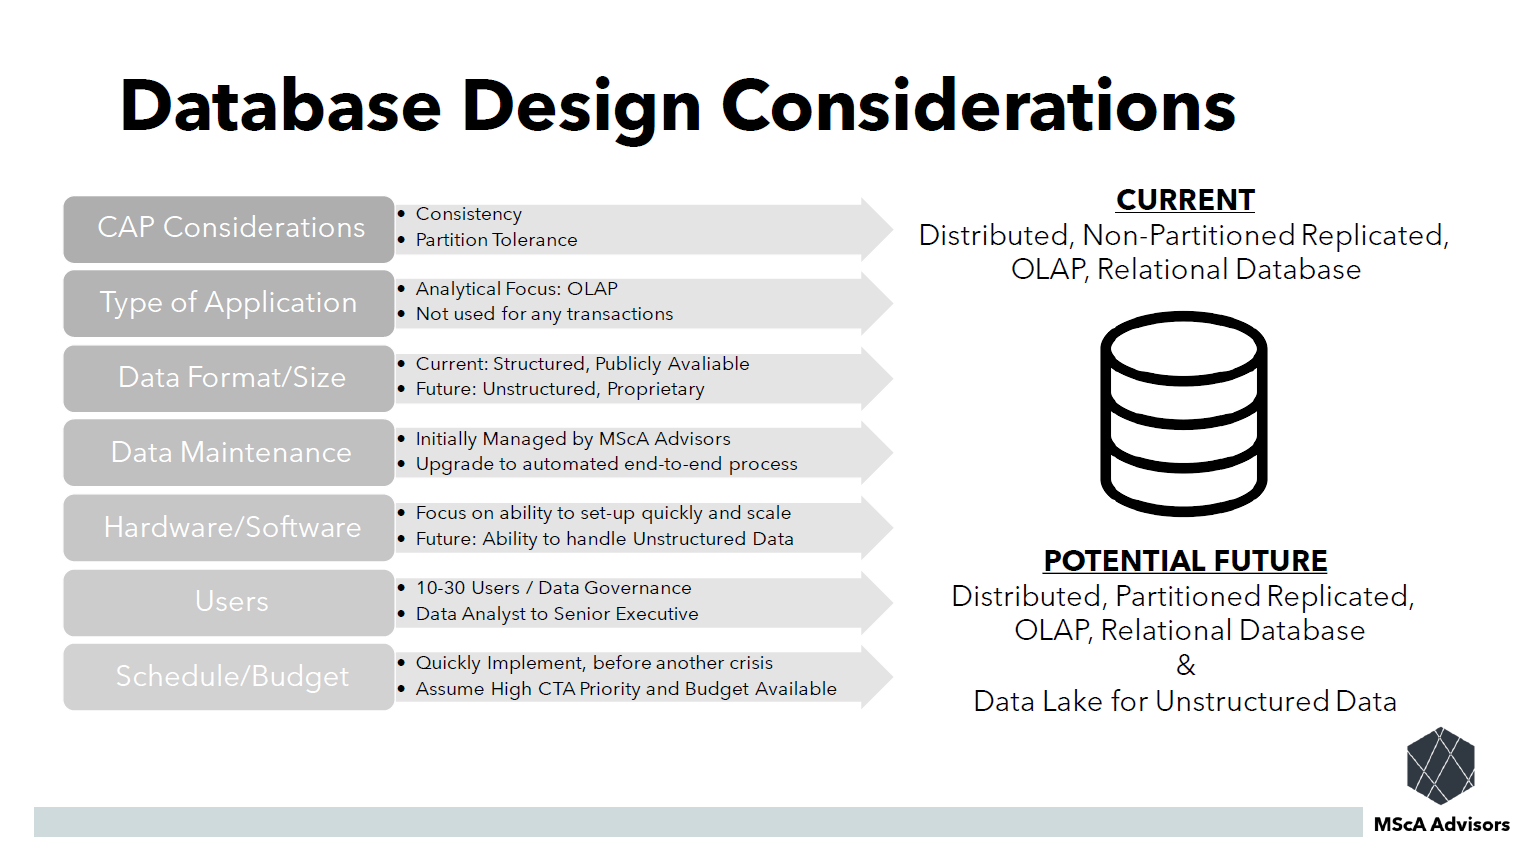 Database Design Considerations
CAP Considerations
• Consistency
• Partition Tolerance
Type of Application
• Analytical Focus: OLAP
• Not used for any transactions
Data Format/Size
• Current: Structured, Publicly Avaliable
• Future: Unstructured, Proprietary
Data Maintenance
• Initially Managed by MScA Advisors
• Upgrade to automated end-to-end process
Hardware/Software
• Focus on ability to set-up quickly and scale
• Future: Ability to handle Unstructured Data
Users
• 10-30 Users / Data Governance
• Data Analyst to Senior Executive
Schedule/Budget
• Quickly Implement, before another crisis
• Assume High CTA Priority and Budget Available
CURRENT
Distributed, Non-Partitioned Replicated,
OLAP, Relational Database
POTENTIAL FUTURE
Distributed, Partitioned Replicated,
OLAP, Relational Database
&
Data Lake for Unstructured Data
MScA Advisors